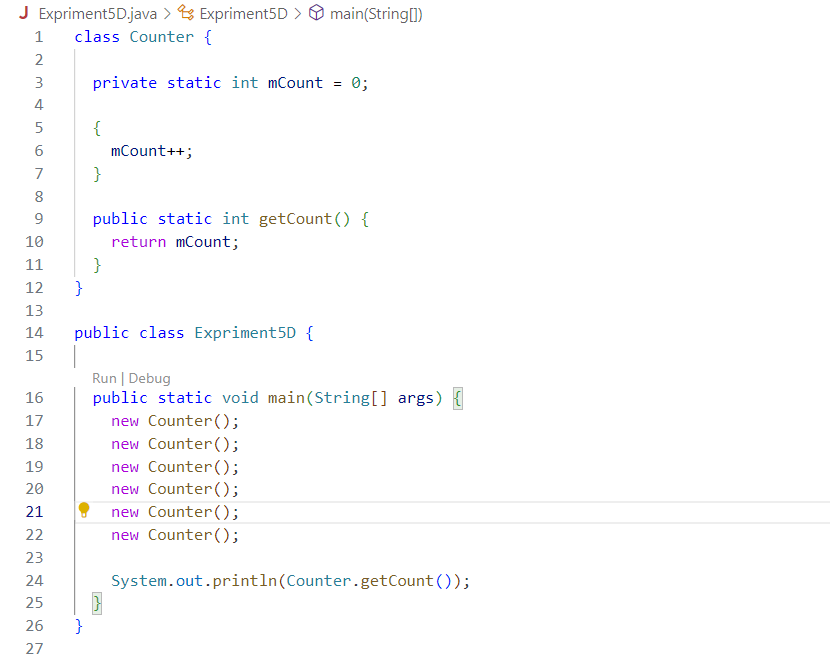 J Expriment5D.java > Expriment5D > main(String[])
1 class Counter {
2
3 private static int mCount = 0;
4
5 {
6 mCount++;
7 }
8
9 public static int getCount() {
10 return mCount;
11 }
12 }
13
14 public class Expriment5D {
15
Run | Debug
16 public static void main(String[] args) {
17 new Counter();
18 new Counter();
19 new Counter();
20 new Counter();
21 new Counter();
22 new Counter();
23
24 System.out.println(Counter.getCount());
25 }
26 }
27